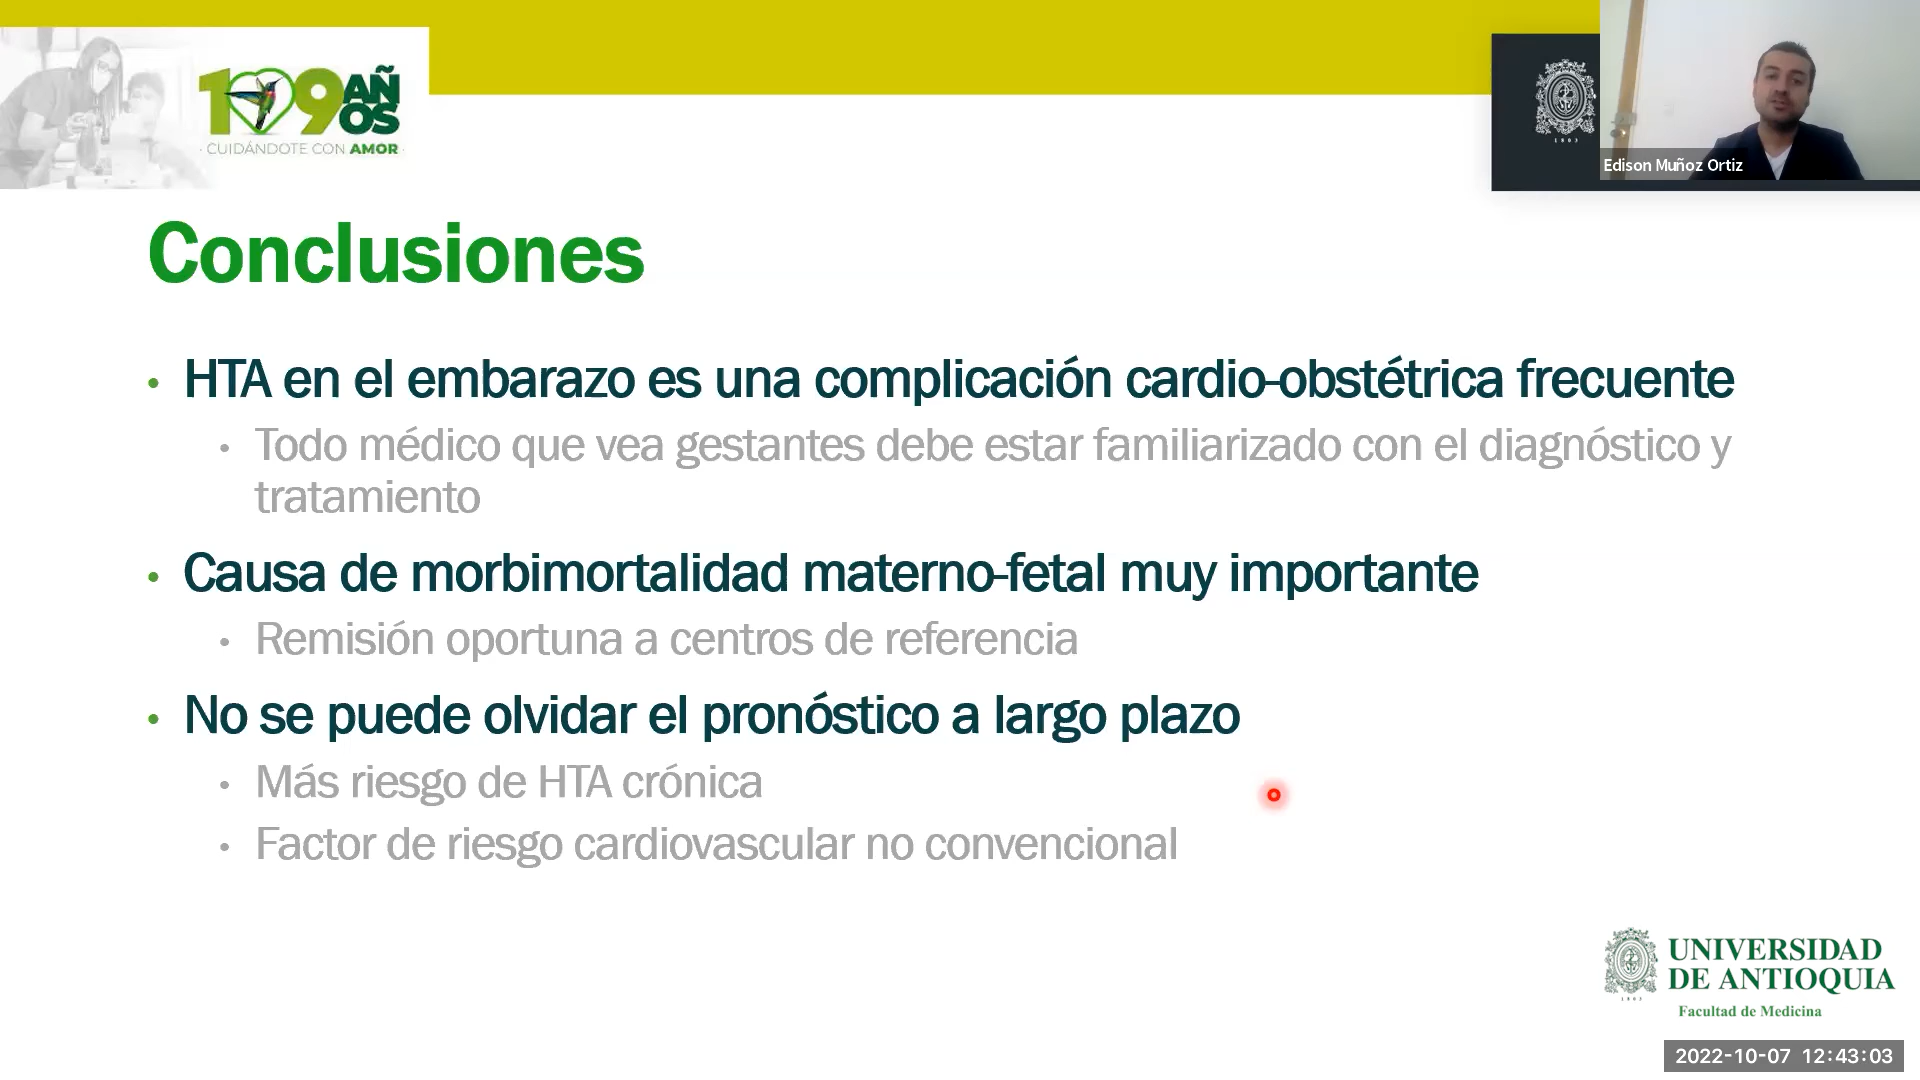 109 AÑOS
· CUIDÁNDOTE CON AMOR ·
1803
Edison Muñoz Ortiz
Conclusiones
• HTA en el embarazo es una complicación cardio-obstétrica frecuente
• Todo médico que vea gestantes debe estar familiarizado con el diagnóstico y
tratamiento
• Causa de morbimortalidad materno-fetal muy importante
• Remisión oportuna a centros de referencia
• No se puede olvidar el pronóstico a largo plazo
• Más riesgo de HTA crónica
• Factor de riesgo cardiovascular no convencional
UNIVERSIDAD
DE ANTIOQUIA
1803
Facultad de Medicina
2022-10-07 12:43:03